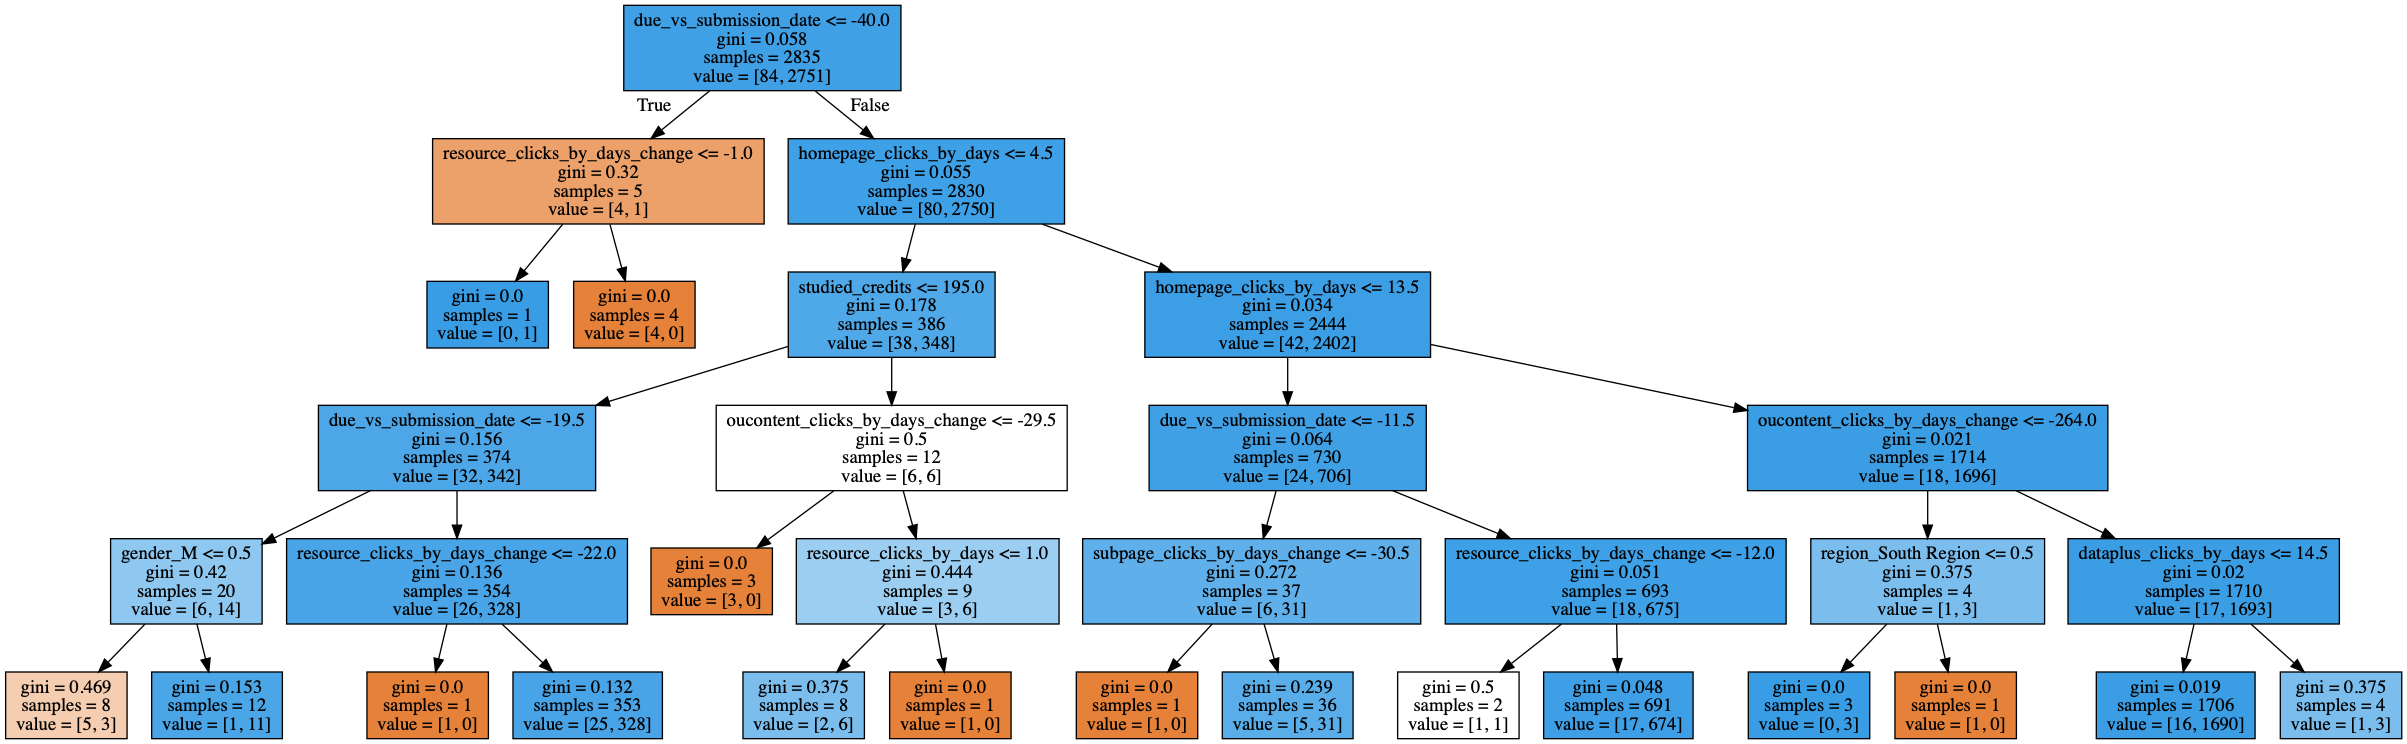 due_vs_submission_date <= -40.0
gini = 0.058
samples = 2835
value = [84, 2751]
True
False
resource_clicks_by_days_change <= -1.0
gini = 0.32
samples = 5
value = [4, 1]
homepage_clicks_by_days <= 4.5
gini = 0.055
samples = 2830
value = [80, 2750]
gini = 0.0
samples = 1
value = [0, 1]
gini = 0.0
samples = 4
value = [4, 0]
studied_credits <= 195.0
gini = 0.178
samples = 386
value = [38, 348]
homepage_clicks_by_days <= 13.5
gini = 0.034
samples = 2444
value = [42, 2402]
due_vs_submission_date <= -19.5
gini = 0.156
samples = 374
value = [32, 342]
oucontent_clicks_by_days_change <= -29.5
gini = 0.5
samples = 12
value = [6, 6]
due_vs_submission_date <= -11.5
gini = 0.064
samples = 730
value = [24, 706]
oucontent_clicks_by_days_change <= -264.0
gini = 0.021
samples = 1714
value = [18, 1696]
gender_M <= 0.5
gini = 0.42
samples = 20
value = [6, 14]
resource_clicks_by_days_change <= -22.0
gini = 0.136
samples = 354
value = [26, 328]
gini = 0.0
samples = 3
value = [3, 0]
resource_clicks_by_days <= 1.0
gini = 0.444
samples = 9
value = [3, 6]
subpage_clicks_by_days_change <= -30.5
gini = 0.272
samples = 37
value = [6, 31]
resource_clicks_by_days_change <= -12.0
gini = 0.051
samples = 693
value = [18, 675]
region_South Region <= 0.5
gini = 0.375
samples = 4
value = [1, 3]
dataplus_clicks_by_days <= 14.5
gini = 0.02
samples = 1710
value = [17, 1693]
gini = 0.469
samples = 8
value = [5, 3]
gini = 0.153
samples = 12
value = [1, 11]
gini = 0.0
samples = 1
value = [1, 0]
gini = 0.132
samples = 353
value = [25, 328]
gini = 0.375
samples = 8
value = [2, 6]
gini = 0.0
samples = 1
value = [1, 0]
gini = 0.0
samples = 1
value = [1, 0]
gini = 0.239
samples = 36
value = [5, 31]
gini = 0.5
samples = 2
value = [1, 1]
gini = 0.048
samples = 691
value = [17, 674]
gini = 0.0
samples = 3
value = [0, 3]
gini = 0.0
samples = 1
value = [1, 0]
gini = 0.019
samples = 1706
value = [16, 1690]
gini = 0.375
samples = 4
value = [1, 3]